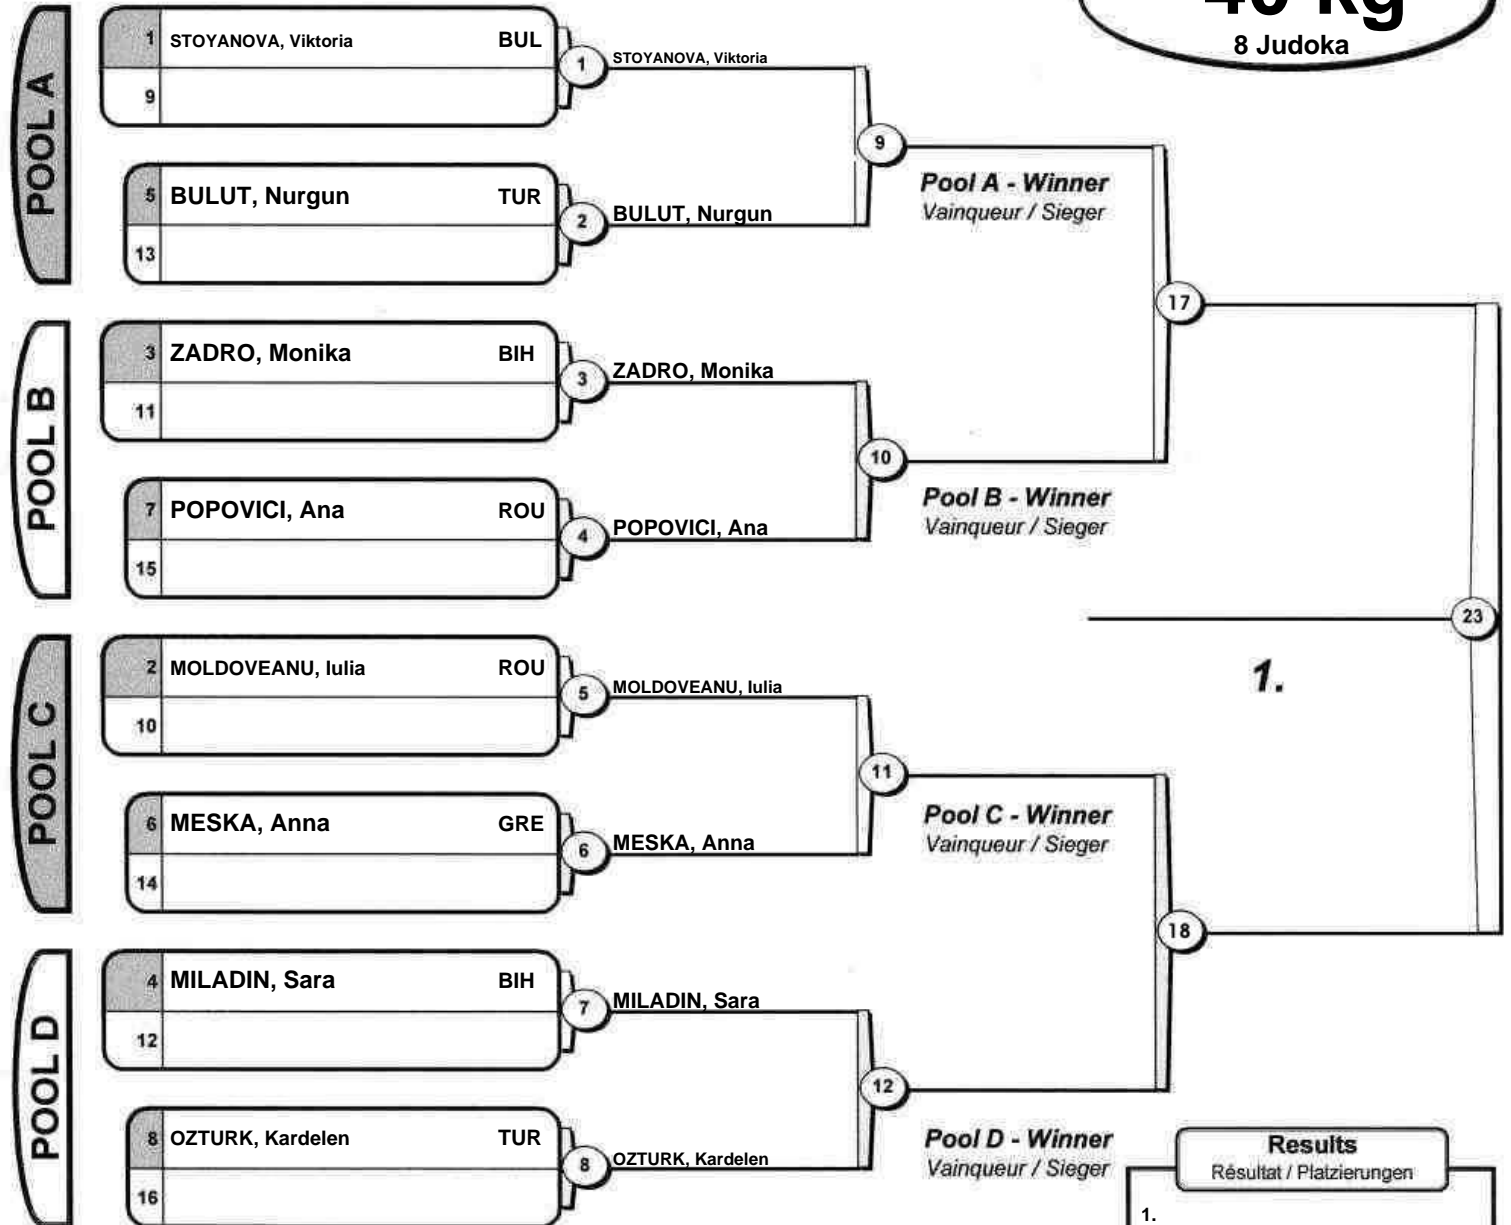 40 kg
8 Judoka
POOL A
1 STOYANOVA, Viktoria BUL
9
1 STOYANOVA, Viktoria
5 BULUT, Nurgun TUR
13
2 BULUT, Nurgun
9
Pool A - Winner
Vainqueur / Sieger
POOL B
3 ZADRO, Monika BIH
11
3 ZADRO, Monika
7 POPOVICI, Ana ROU
15
4 POPOVICI, Ana
10
Pool B - Winner
Vainqueur / Sieger
17
POOL C
2 MOLDOVEANU, Iulia ROU
10
5 MOLDOVEANU, Iulia
6 MESKA, Anna GRE
14
6 MESKA, Anna
11
Pool C - Winner
Vainqueur / Sieger
POOL D
4 MILADIN, Sara BIH
12
7 MILADIN, Sara
8 OZTURK, Kardelen TUR
16
8 OZTURK, Kardelen
12
Pool D - Winner
Vainqueur / Sieger
18
23
1.
Results
Résultat / Platzierungen
1.